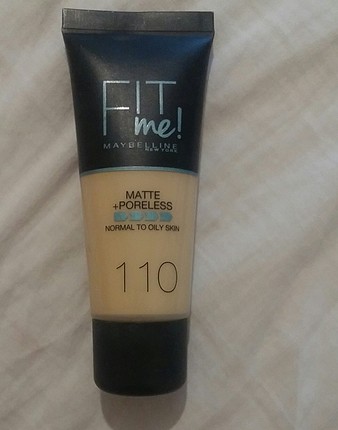 FIT
me!
MAYBELLINE
NEW YORK
MATTE
+PORELESS
NORMAL TO OILY SKIN
110